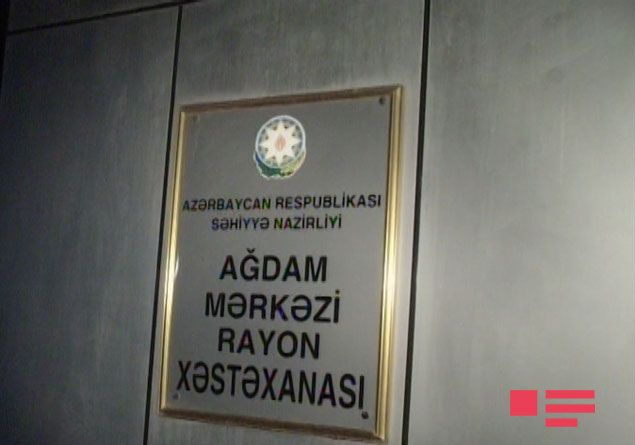 AZƏRBAYCAN RESPUBLİKASI
SƏHİYYƏ NAZİRLİYİ
AĞDAM
MƏRKƏZİ
RAYON
XƏSTƏXANASI